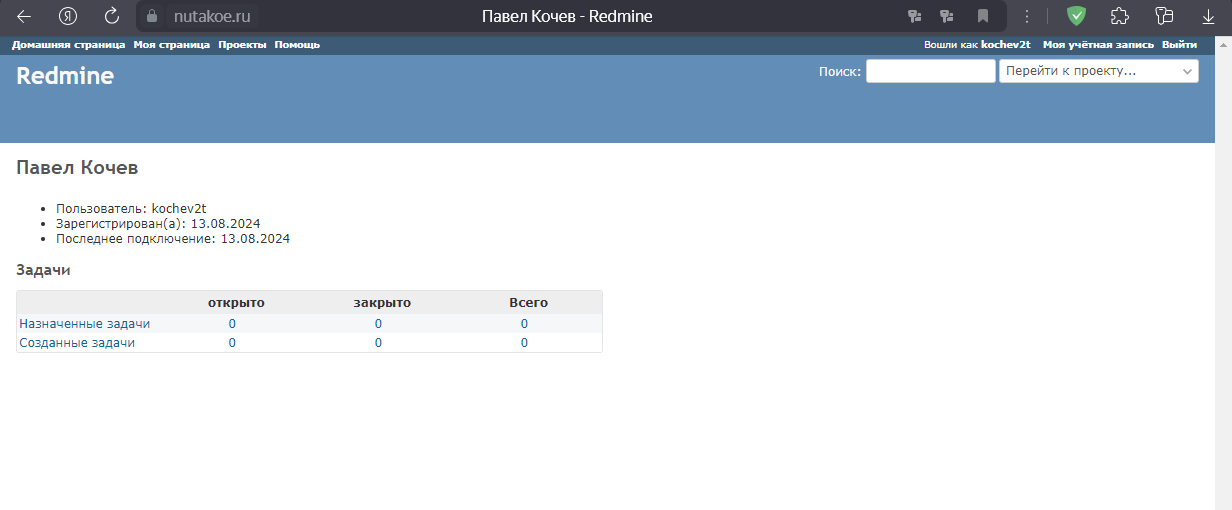 nutakoe.ru Павел Кочев - Redmine
Домашняя страница Моя страница Проекты Помощь Вошли как kochev2t Моя учётная запись Выйти
Redmine Поиск: Перейти к проекту...
Павел Кочев
Пользователь: kochev2t
Зарегистрирован(а): 13.08.2024
Последнее подключение: 13.08.2024
Задачи
открыто закрыто Всего
Назначенные задачи 0 0 0
Созданные задачи 0 0 0